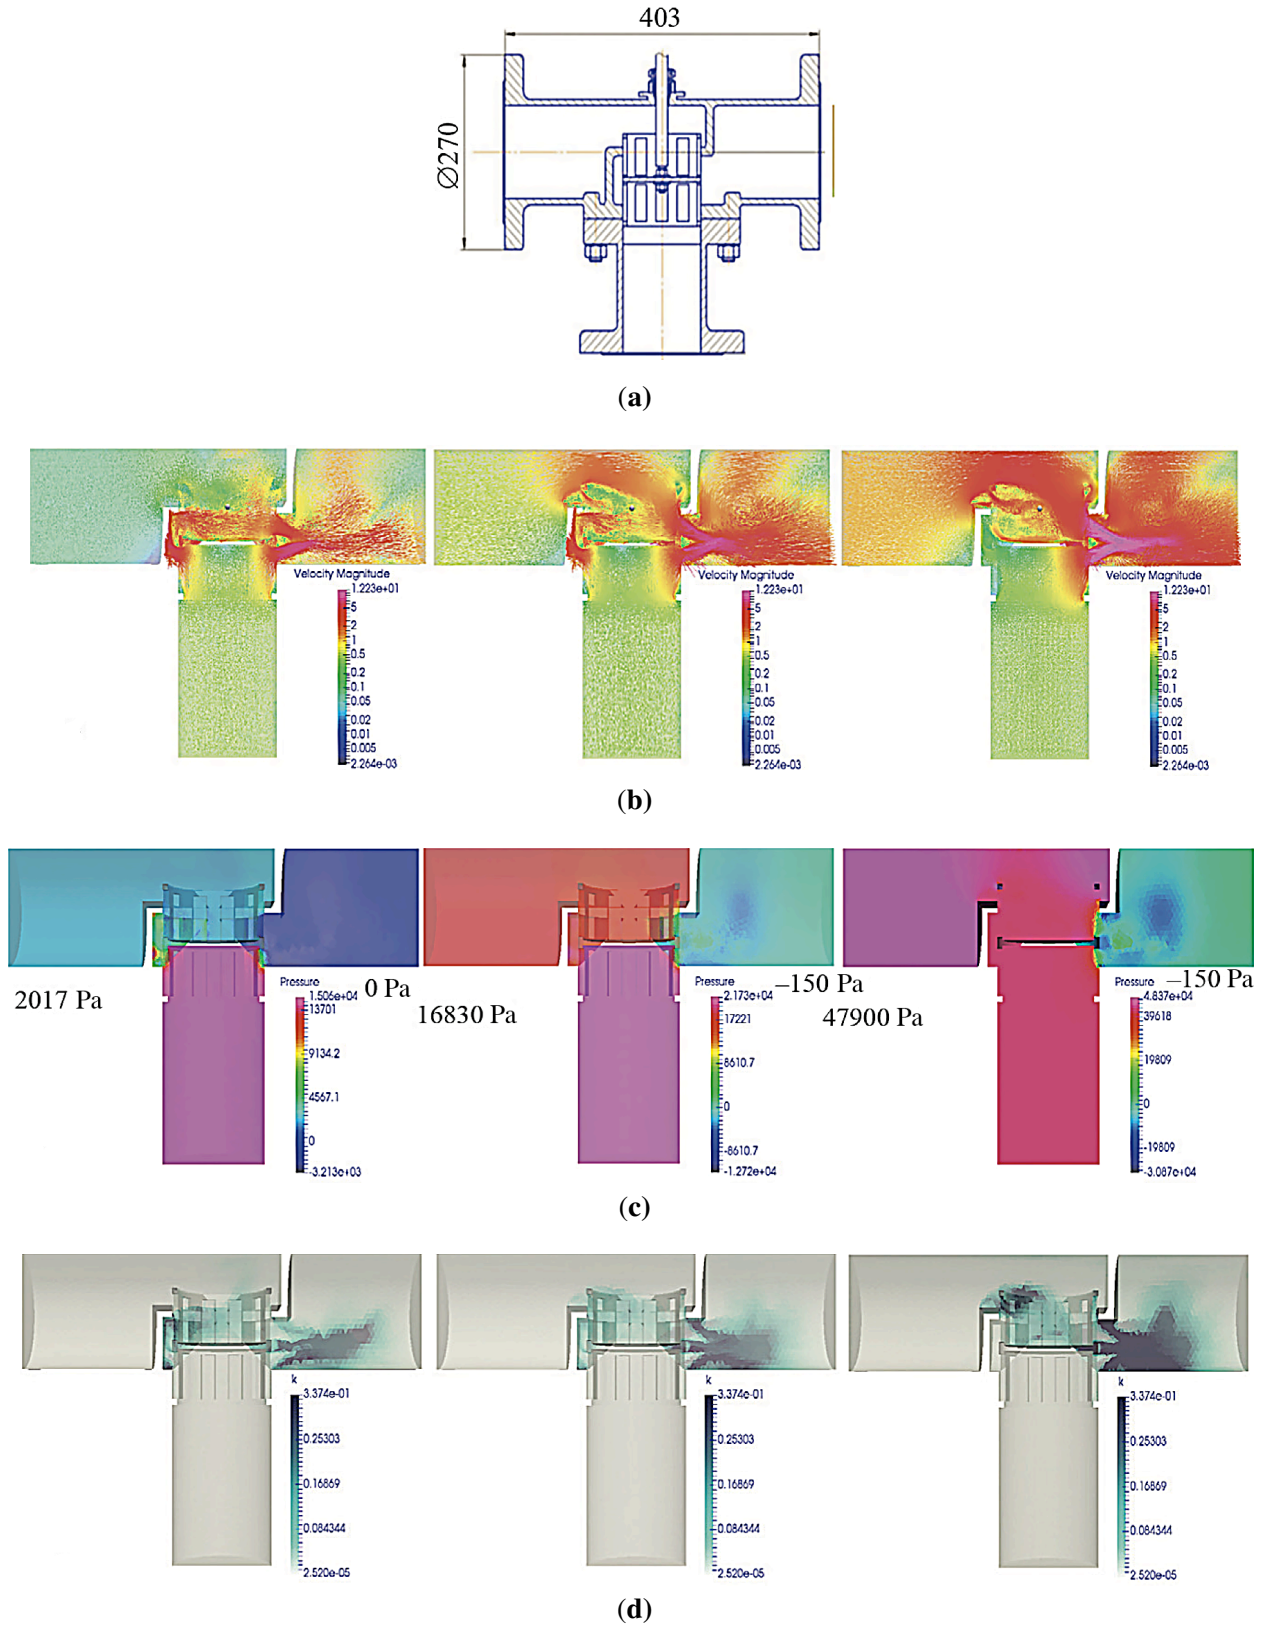 403
Ø270
(a)
Velocity Magnitude
1.223e+01
5
2
1
0.5
0.2
0.1
0.05
0.02
0.01
0.005
2.264e-03
Velocity Magnitude
1.223e+01
5
2
1
0.5
0.2
0.1
0.05
0.02
0.01
0.005
2.264e-03
Velocity Magnitude
1.223e+01
5
2
1
0.5
0.2
0.1
0.05
0.02
0.01
0.005
2.264e-03
(b)
2017 Pa
Pressure
1.506e+04
13701
9134.2
4567.1
0
-3.213e+03
0 Pa
16830 Pa
Pressure
2.173e+04
17221
8610.7
0
-8610.7
-1.272e+04
–150 Pa
47900 Pa
Pressure
4.837e+04
39618
19809
0
-19809
-3.087e+04
–150 Pa
(c)
k
3.374e-01
0.25303
0.16869
0.084344
2.520e-05
k
3.374e-01
0.25303
0.16869
0.084344
2.520e-05
k
3.374e-01
0.25303
0.16869
0.084344
2.520e-05
(d)